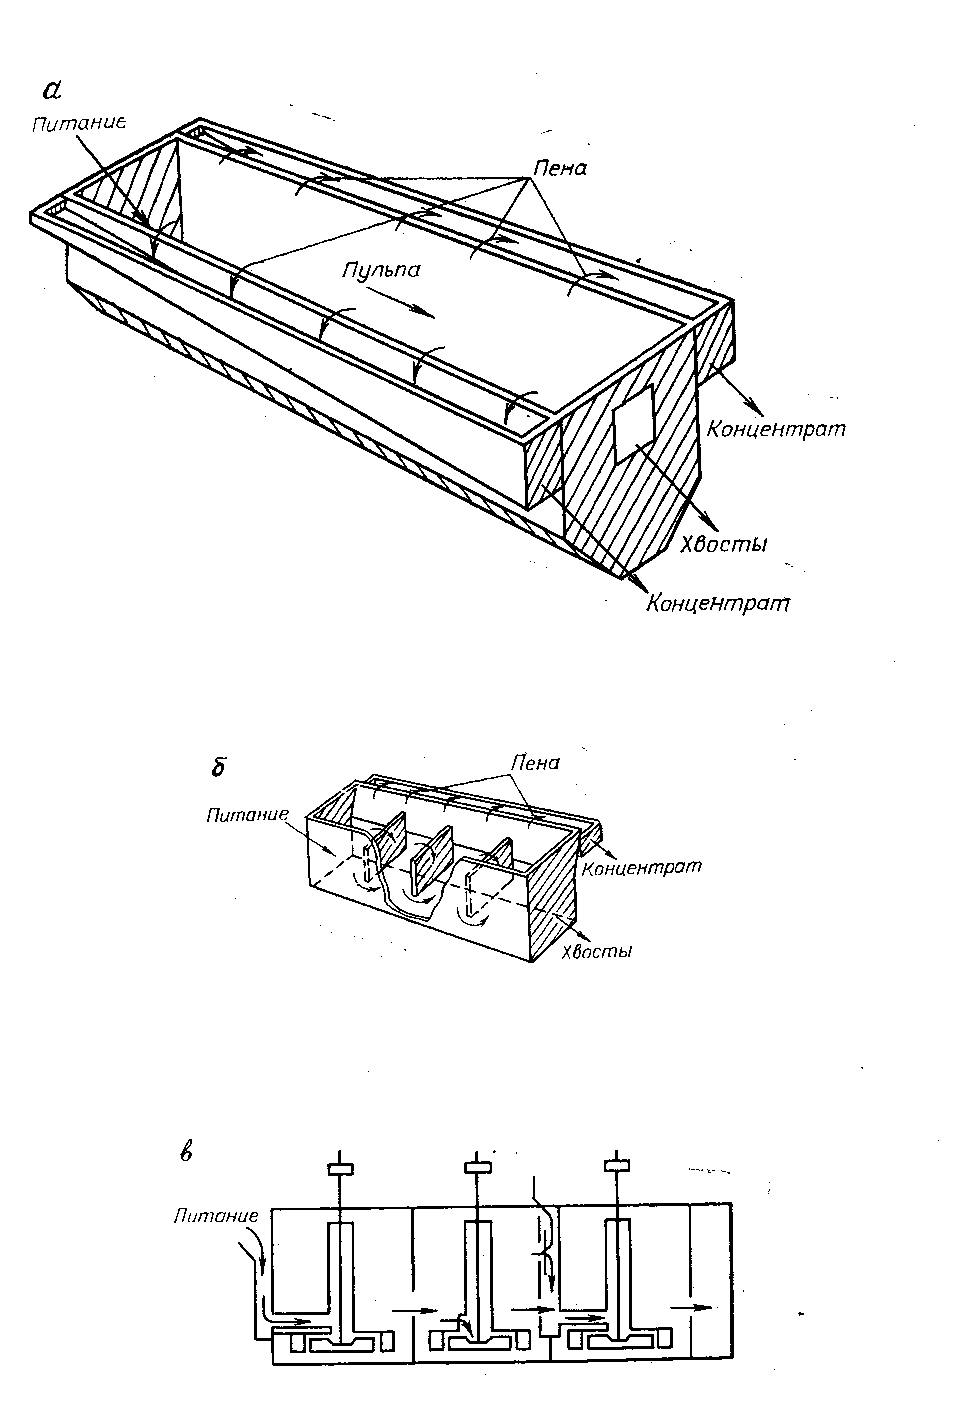 а
Питание
Пена
Пульпа
Концентрат
Хвосты
Концентрат
б
Пена
Питание
Концентрат
Хвосты
в
Питание